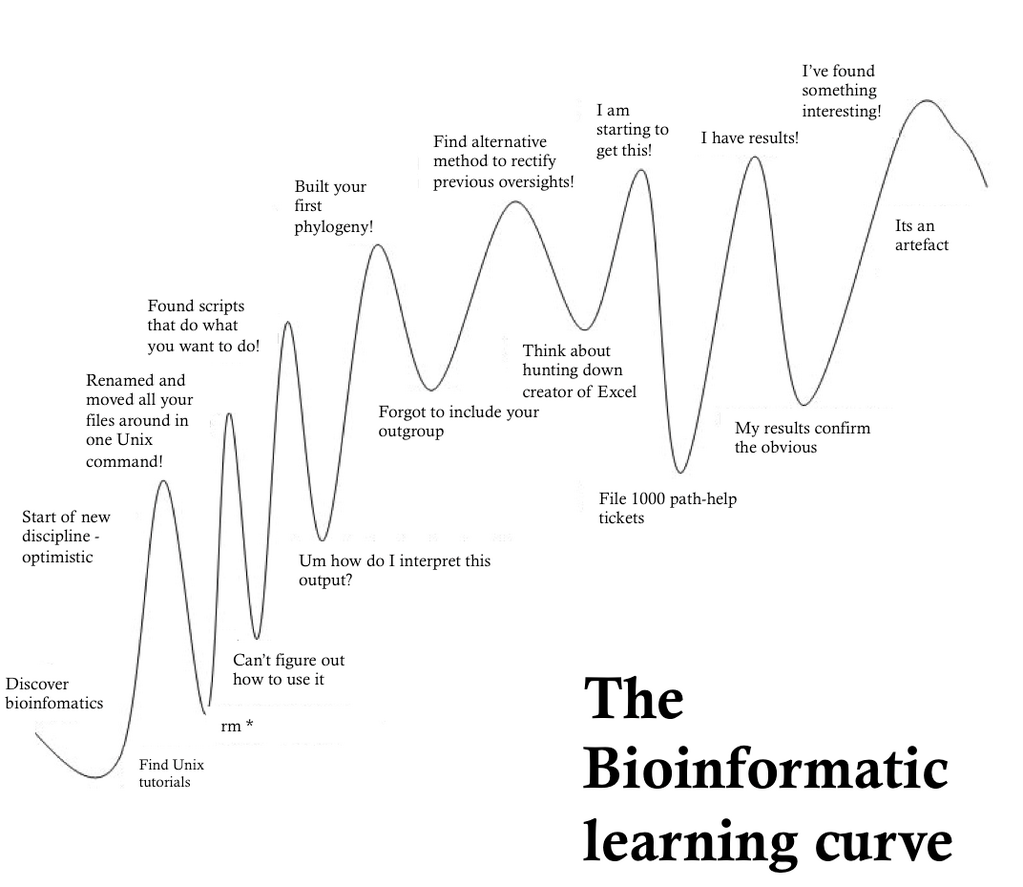 I've found
something
interesting!
I am
starting to
get this!
I have results!
Find alternative
method to rectify
previous oversights!
Built your
first
phylogeny!
Its an
artefact
Found scripts
that do what
you want to do!
Think about
hunting down
creator of Excel
Renamed and
moved all your
files around in
one Unix
command!
Forgot to include your
outgroup
My results confirm
the obvious
File 1000 path-help
tickets
Start of new
discipline -
optimistic
Um how do I interpret this
output?
Can't figure out
how to use it
Discover
bioinfomatics
rm *
Find Unix
tutorials
The
Bioinformatic
learning curve